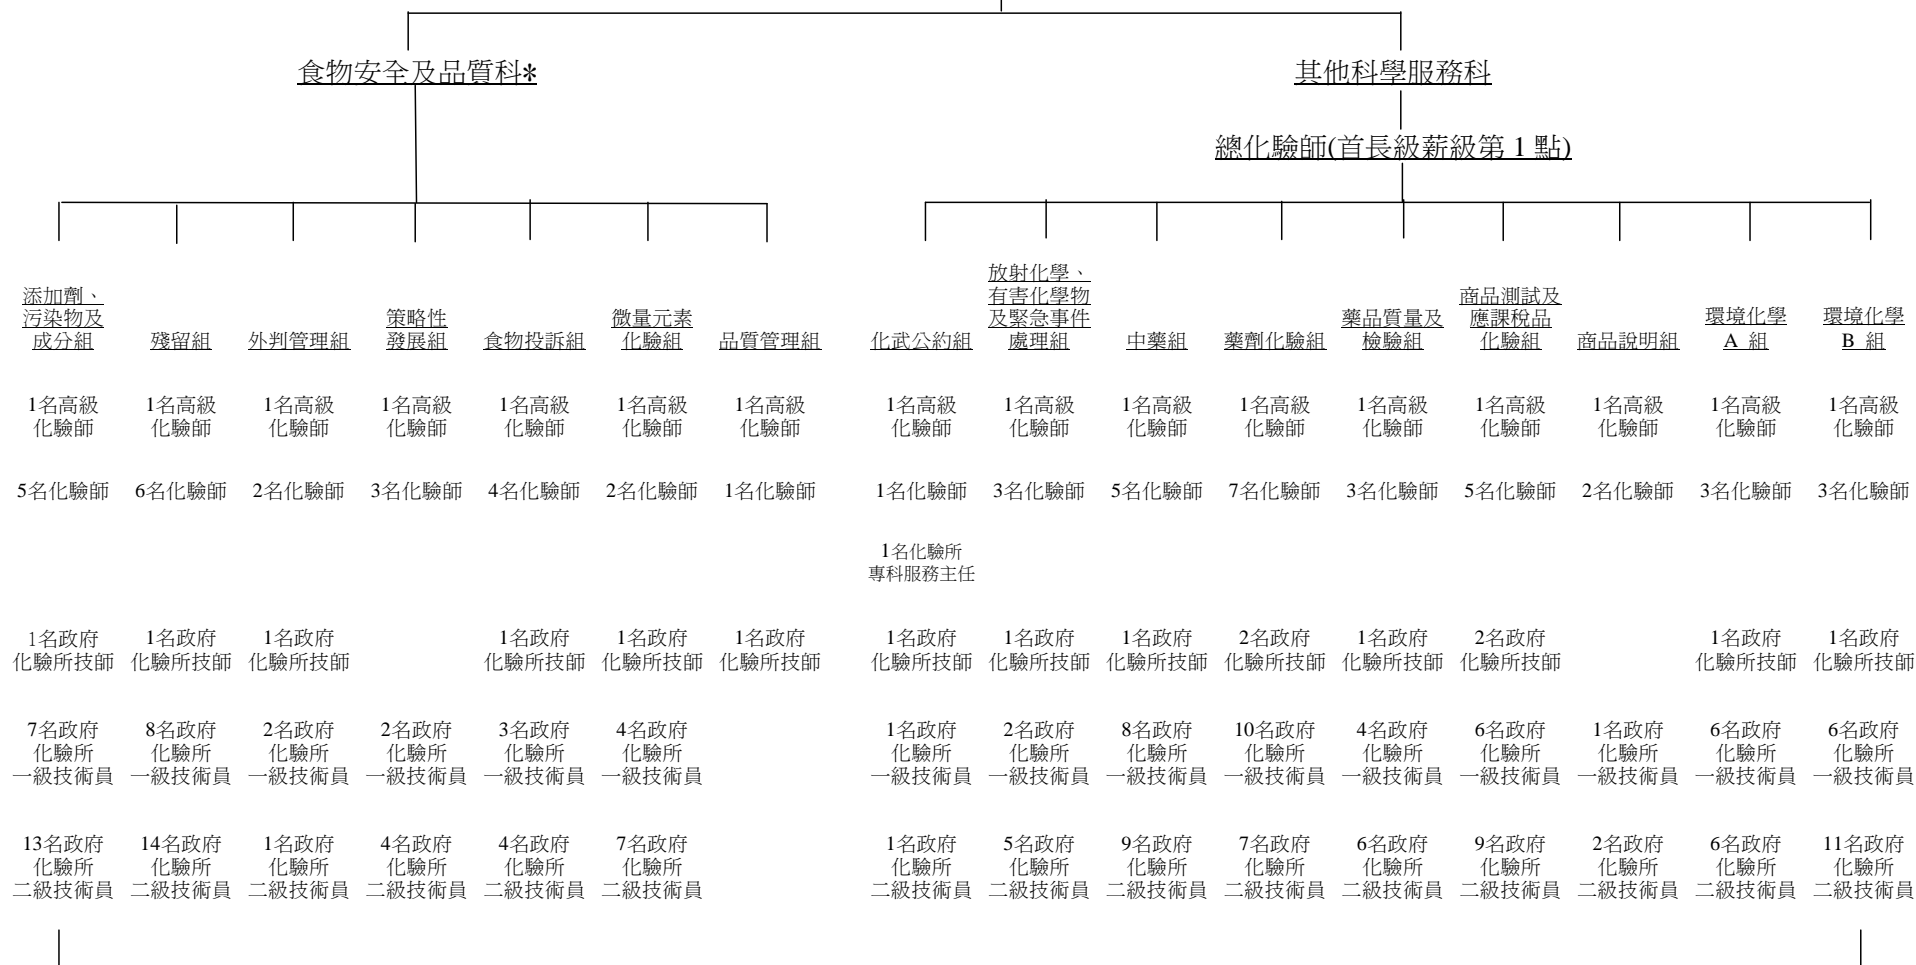 食物安全及品質科*
其他科學服務科
總化驗師(首長級薪級第 1 點)
添加劑、
污染物及
成分組
殘留組
外判管理組
策略性
發展組
食物投訴組
微量元素
化驗組
品質管理組
化武公約組
放射化學、
有害化學物
及緊急事件
處理組
中藥組
藥劑化驗組
藥品質量及
檢驗組
商品測試及
應課稅品
化驗組
商品說明組
環境化學
A 組
環境化學
B 組
1名高級
化驗師
1名高級
化驗師
1名高級
化驗師
1名高級
化驗師
1名高級
化驗師
1名高級
化驗師
1名高級
化驗師
1名高級
化驗師
1名高級
化驗師
1名高級
化驗師
1名高級
化驗師
1名高級
化驗師
1名高級
化驗師
1名高級
化驗師
1名高級
化驗師
1名高級
化驗師
5名化驗師
6名化驗師
2名化驗師
3名化驗師
4名化驗師
2名化驗師
1名化驗師
1名化驗師
3名化驗師
5名化驗師
7名化驗師
3名化驗師
5名化驗師
2名化驗師
3名化驗師
3名化驗師
1名化驗所
專科服務主任
1名政府
化驗所技師
1名政府
化驗所技師
1名政府
化驗所技師
1名政府
化驗所技師
1名政府
化驗所技師
1名政府
化驗所技師
1名政府
化驗所技師
1名政府
化驗所技師
1名政府
化驗所技師
2名政府
化驗所技師
1名政府
化驗所技師
2名政府
化驗所技師
1名政府
化驗所技師
1名政府
化驗所技師
7名政府
化驗所
一級技術員
8名政府
化驗所
一級技術員
2名政府
化驗所
一級技術員
2名政府
化驗所
一級技術員
3名政府
化驗所
一級技術員
4名政府
化驗所
一級技術員
1名政府
化驗所
一級技術員
2名政府
化驗所
一級技術員
8名政府
化驗所
一級技術員
10名政府
化驗所
一級技術員
4名政府
化驗所
一級技術員
6名政府
化驗所
一級技術員
1名政府
化驗所
一級技術員
6名政府
化驗所
一級技術員
6名政府
化驗所
一級技術員
13名政府
化驗所
二級技術員
14名政府
化驗所
二級技術員
1名政府
化驗所
二級技術員
4名政府
化驗所
二級技術員
4名政府
化驗所
二級技術員
7名政府
化驗所
二級技術員
1名政府
化驗所
二級技術員
5名政府
化驗所
二級技術員
9名政府
化驗所
二級技術員
7名政府
化驗所
二級技術員
6名政府
化驗所
二級技術員
9名政府
化驗所
二級技術員
2名政府
化驗所
二級技術員
6名政府
化驗所
二級技術員
11名政府
化驗所
二級技術員